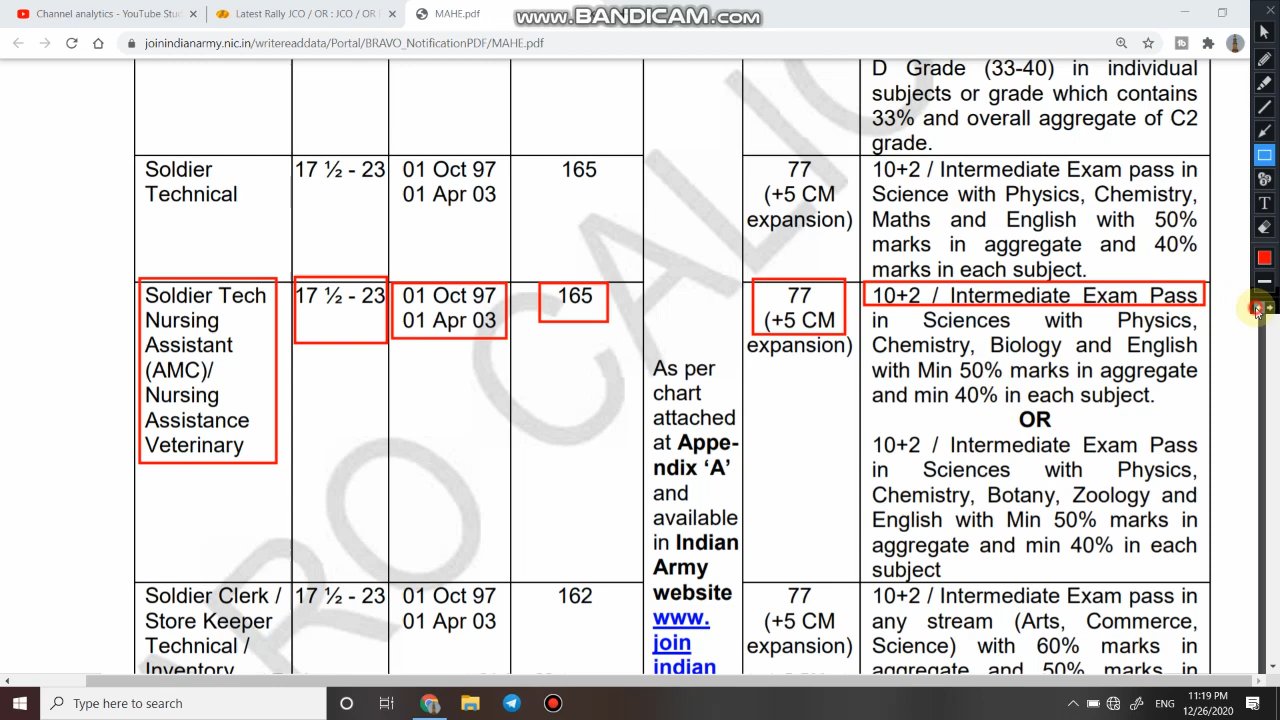 Channel analytics - YouTube Stu
Latest Rally JCO / OR : JCO / OR E
MAHE.pdf
www.BANDICAM.com
joinindianarmy.nic.in/writereaddata/Portal/BRAVO_NotificationPDF/MAHE.pdf
D Grade (33-40) in individual
subjects or grade which contains
33% and overall aggregate of C2
grade.
Soldier
Technical
17 ½ - 23
01 Oct 97
01 Apr 03
165
77
(+5 CM
expansion)
10+2 / Intermediate Exam pass in
Science with Physics, Chemistry,
Maths and English with 50%
marks in aggregate and 40%
marks in each subject.
Soldier Tech
Nursing
Assistant
(AMC)/
Nursing
Assistance
Veterinary
17 ½ - 23
01 Oct 97
01 Apr 03
165
As per
chart
attached
at Appe-
ndix ‘A’
and
available
in Indian
Army
website
www.
join
indian
77
(+5 CM
expansion)
10+2 / Intermediate Exam Pass
in Sciences with Physics,
Chemistry, Biology and English
with Min 50% marks in aggregate
and min 40% in each subject.
OR
10+2 / Intermediate Exam Pass
in Sciences with Physics,
Chemistry, Botany, Zoology and
English with Min 50% marks in
aggregate and min 40% in each
subject
Soldier Clerk /
Store Keeper
Technical /
Inventory
17 ½ - 23
01 Oct 97
01 Apr 03
162
77
(+5 CM
expansion)
10+2 / Intermediate Exam pass in
any stream (Arts, Commerce,
Science) with 60% marks in
aggregate and 50% marks in
ARO CALIC
Type here to search
ENG
11:19 PM
12/26/2020